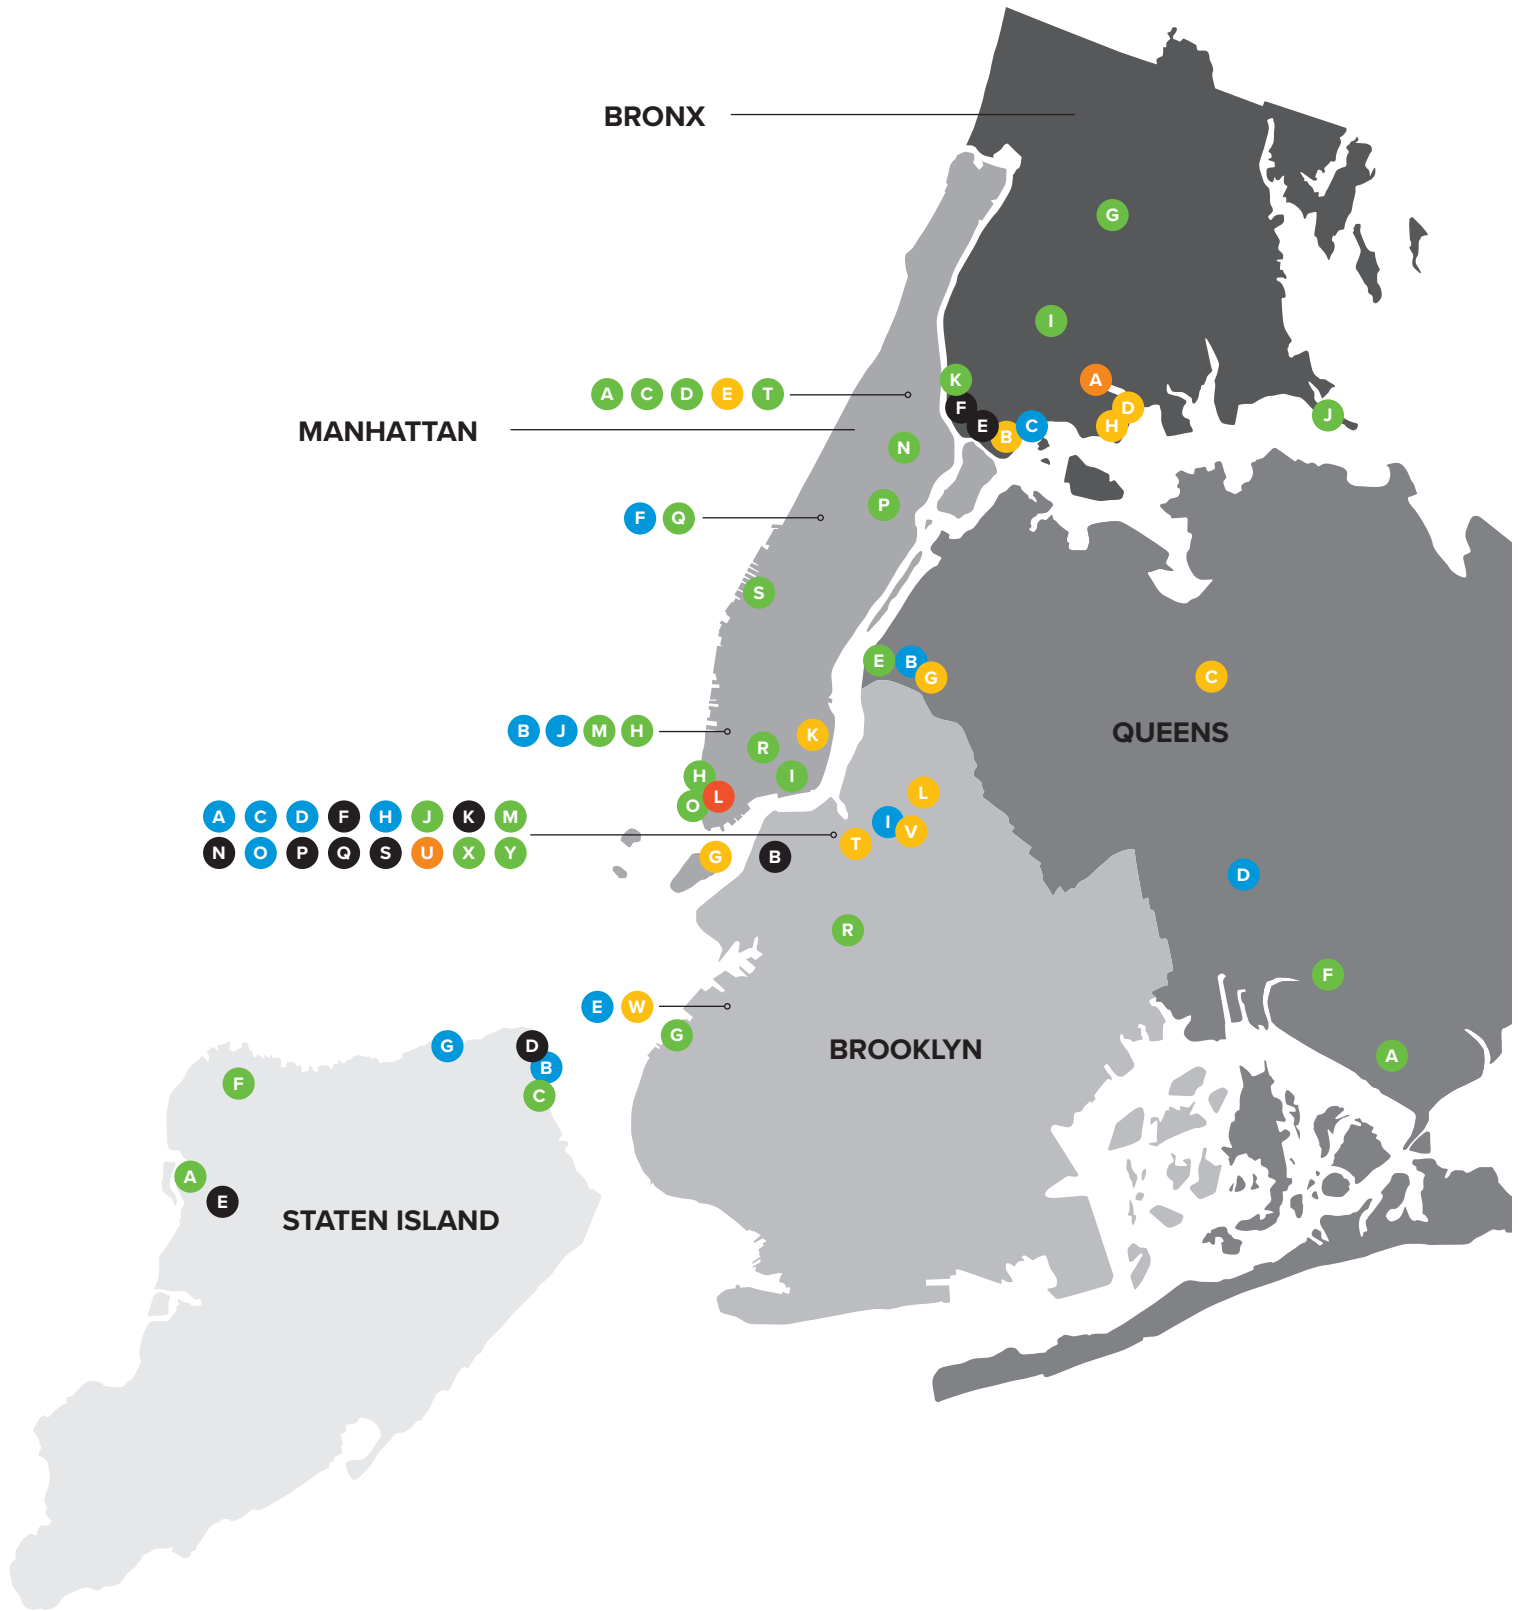 BRONX
G
I
K
A
A C D E T
F
D
J
MANHATTAN
E
B
C
H
N
P
F Q
S
E
B
G
C
B J M H
R
K
QUEENS
H
I
O
L
L
A C D F H J K M
I
V
T
N O P Q S U X Y
G
B
D
R
F
E W
G
BROOKLYN
A
G
D
B
F
C
A
E
STATEN ISLAND